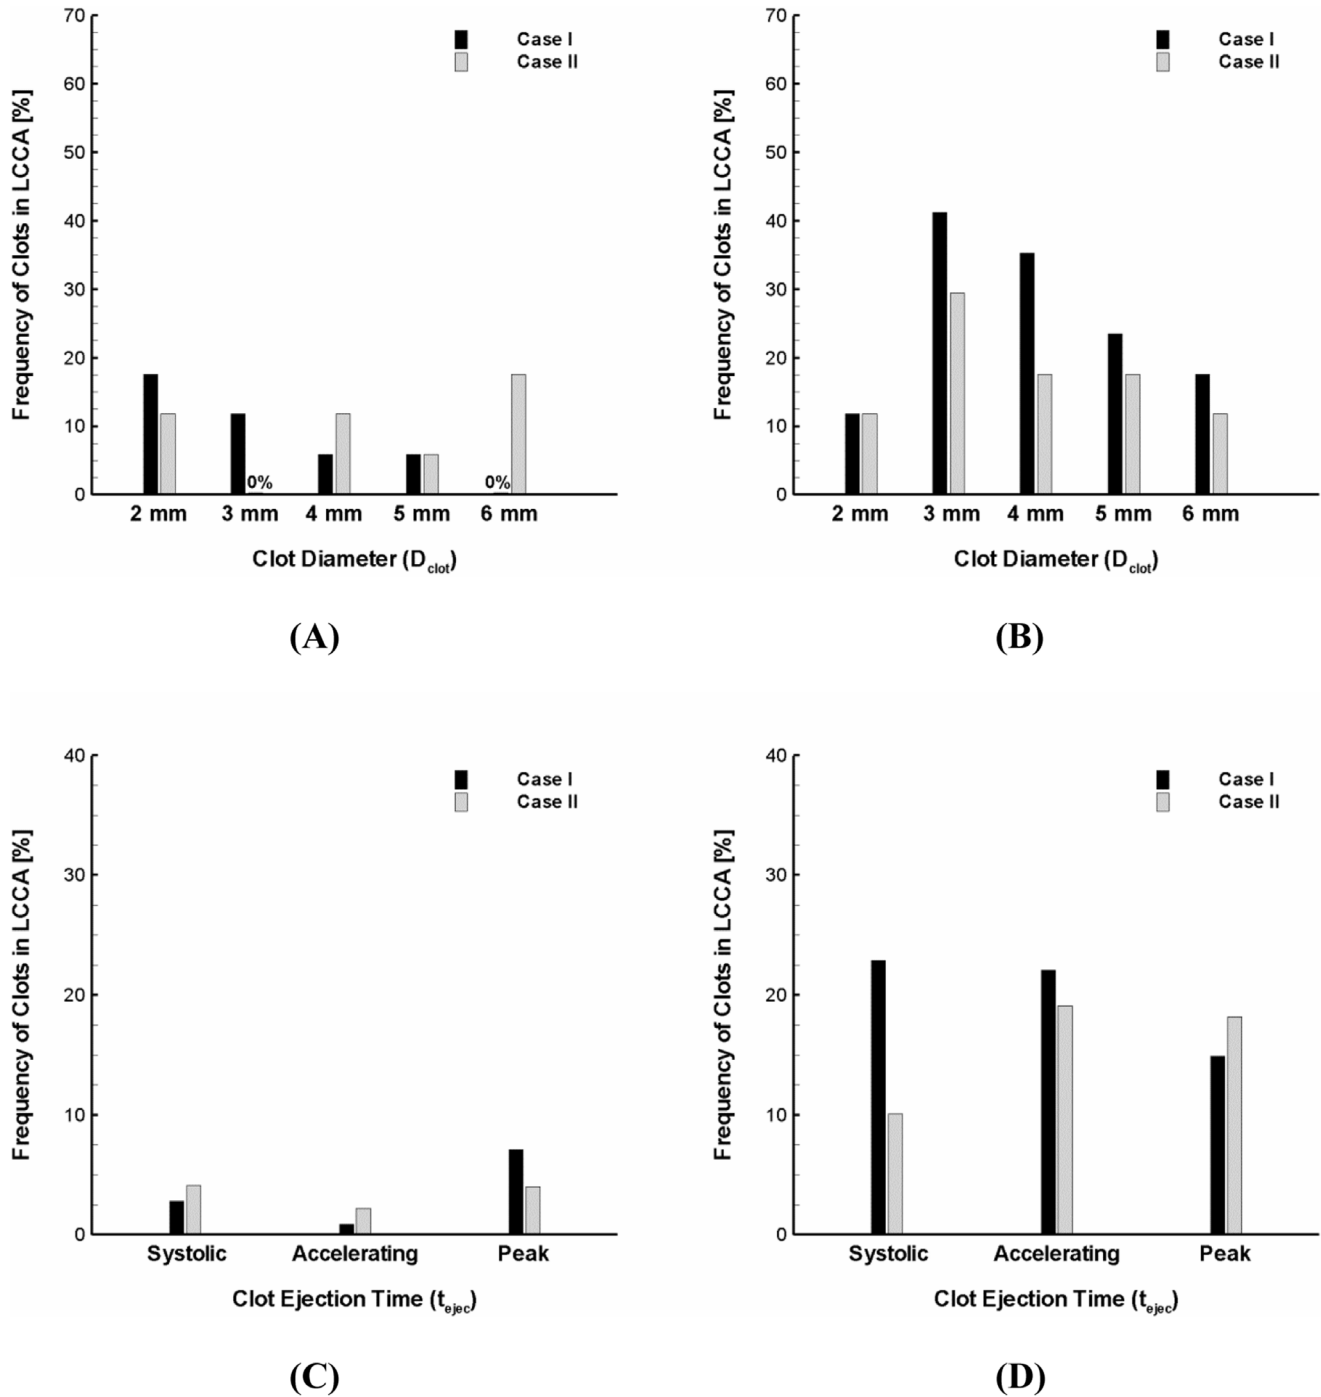 70
60
50
40
30
20
10
0
Frequency of Clots in LCCA [%]
Case I
Case II
0%
0%
2 mm 3 mm 4 mm 5 mm 6 mm
Clot Diameter (Dclot)
(A)
70
60
50
40
30
20
10
0
Frequency of Clots in LCCA [%]
Case I
Case II
2 mm 3 mm 4 mm 5 mm 6 mm
Clot Diameter (Dclot)
(B)
40
30
20
10
0
Frequency of Clots in LCCA [%]
Case I
Case II
Systolic Accelerating Peak
Clot Ejection Time (tejec)
(C)
40
30
20
10
0
Frequency of Clots in LCCA [%]
Case I
Case II
Systolic Accelerating Peak
Clot Ejection Time (tejec)
(D)